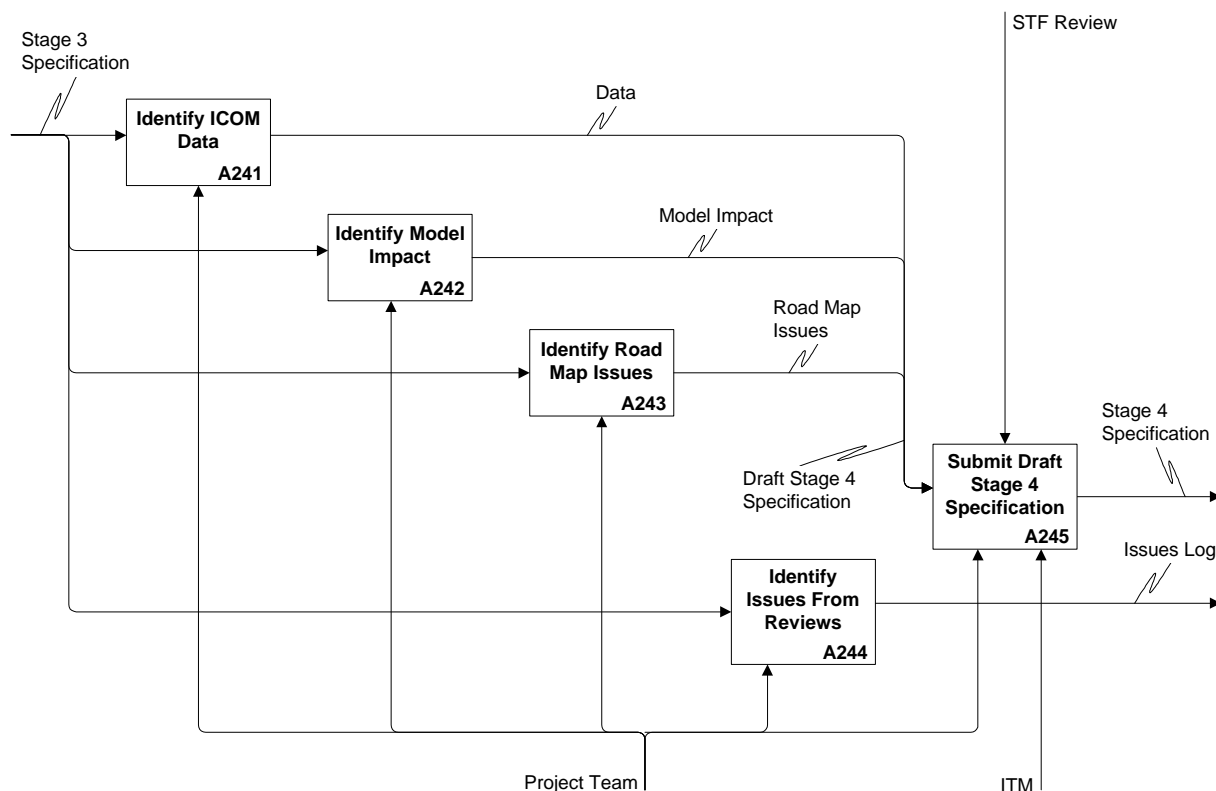 STF Review
Stage 3
Specification
Data
Identify ICOM
Data
A241
Model Impact
Identify Model
Impact
A242
Road Map
Issues
Identify Road
Map Issues
A243
Stage 4
Specification
Submit Draft
Stage 4
Specification
A245
Draft Stage 4
Specification
Issues Log
Identify
Issues From
Reviews
A244
Project Team
ITM